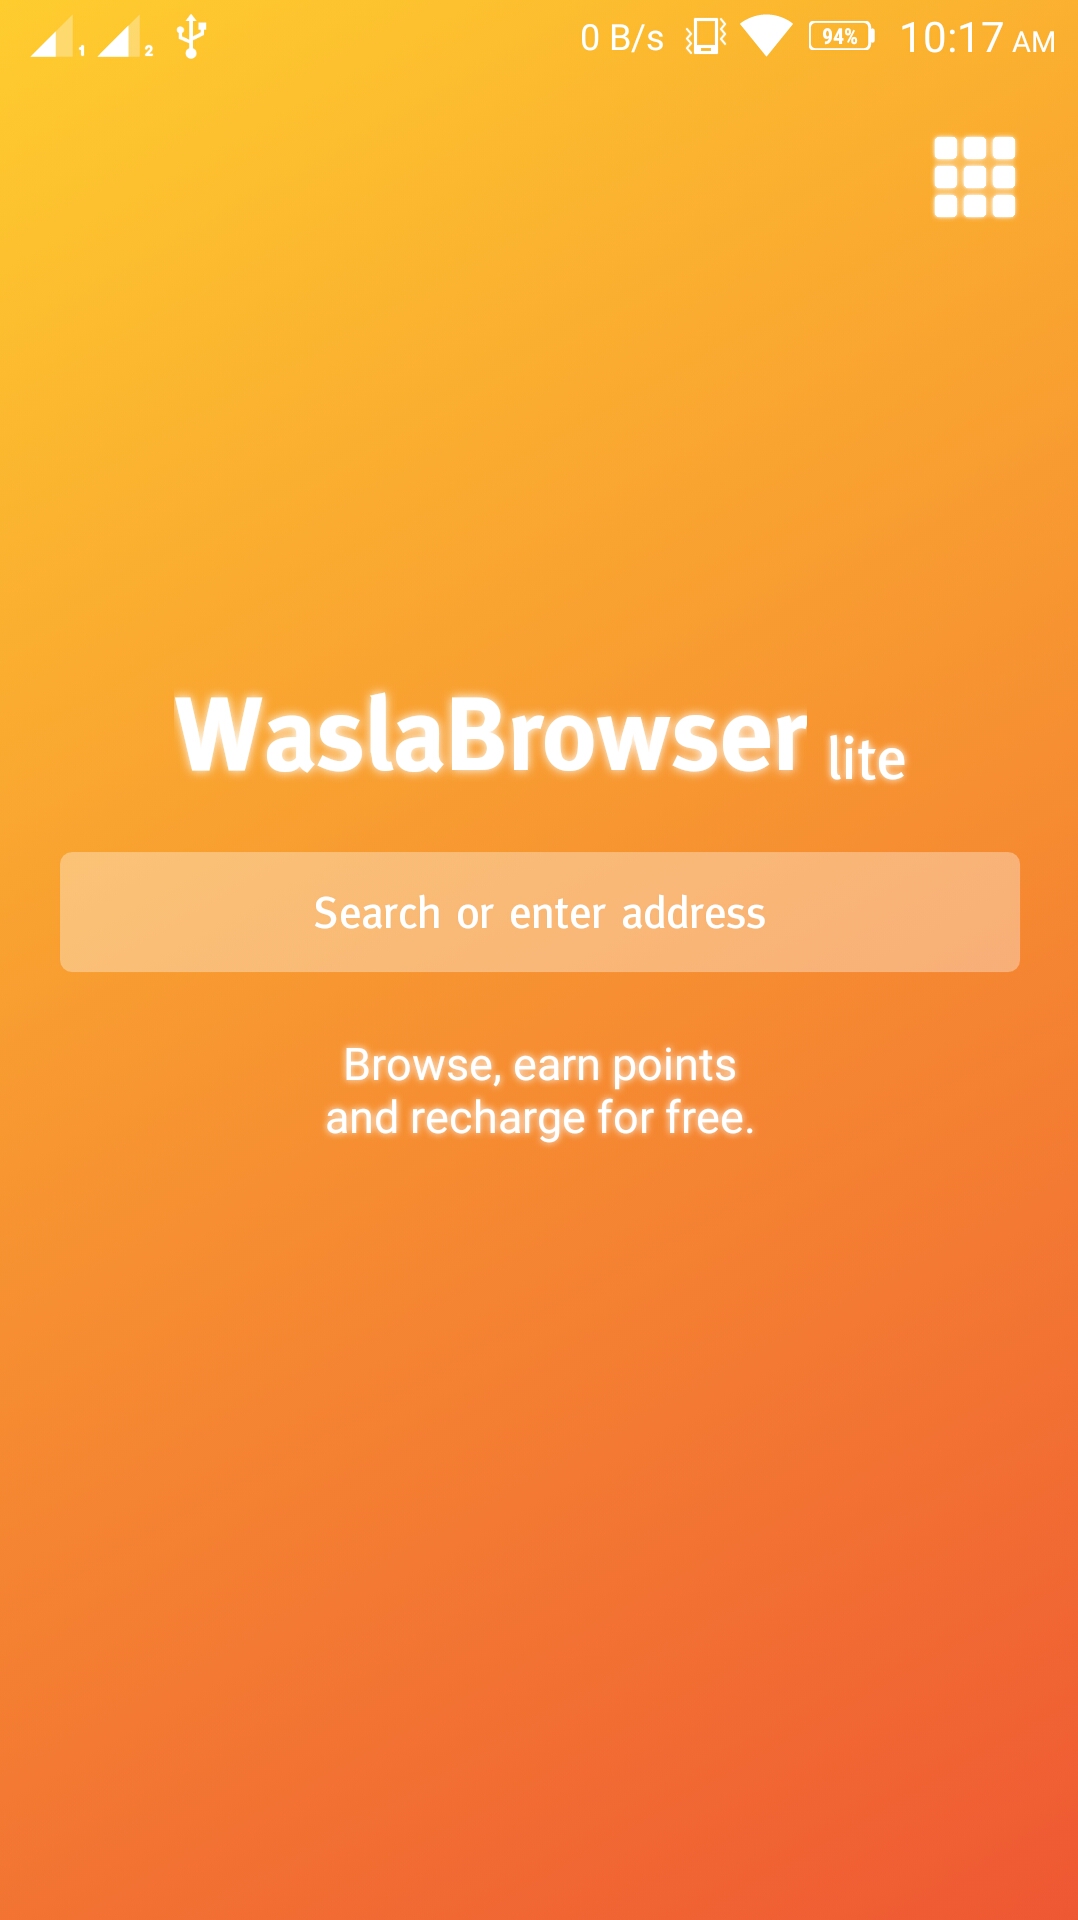 1 2 0 B/s 94% 10:17 AM
WaslaBrowser lite
Search or enter address
Browse, earn points
and recharge for free.